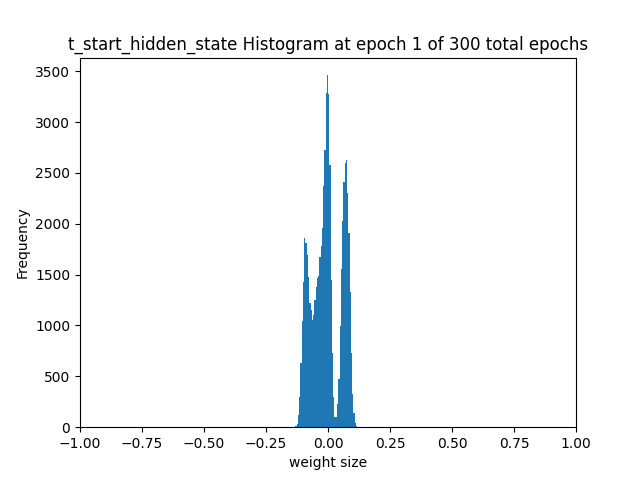 t_start_hidden_state Histogram at epoch 1 of 300 total epochs
3500
3000
2500
2000
1500
1000
500
0
Frequency
−1.00 −0.75 −0.50 −0.25 0.00 0.25 0.50 0.75 1.00
weight size